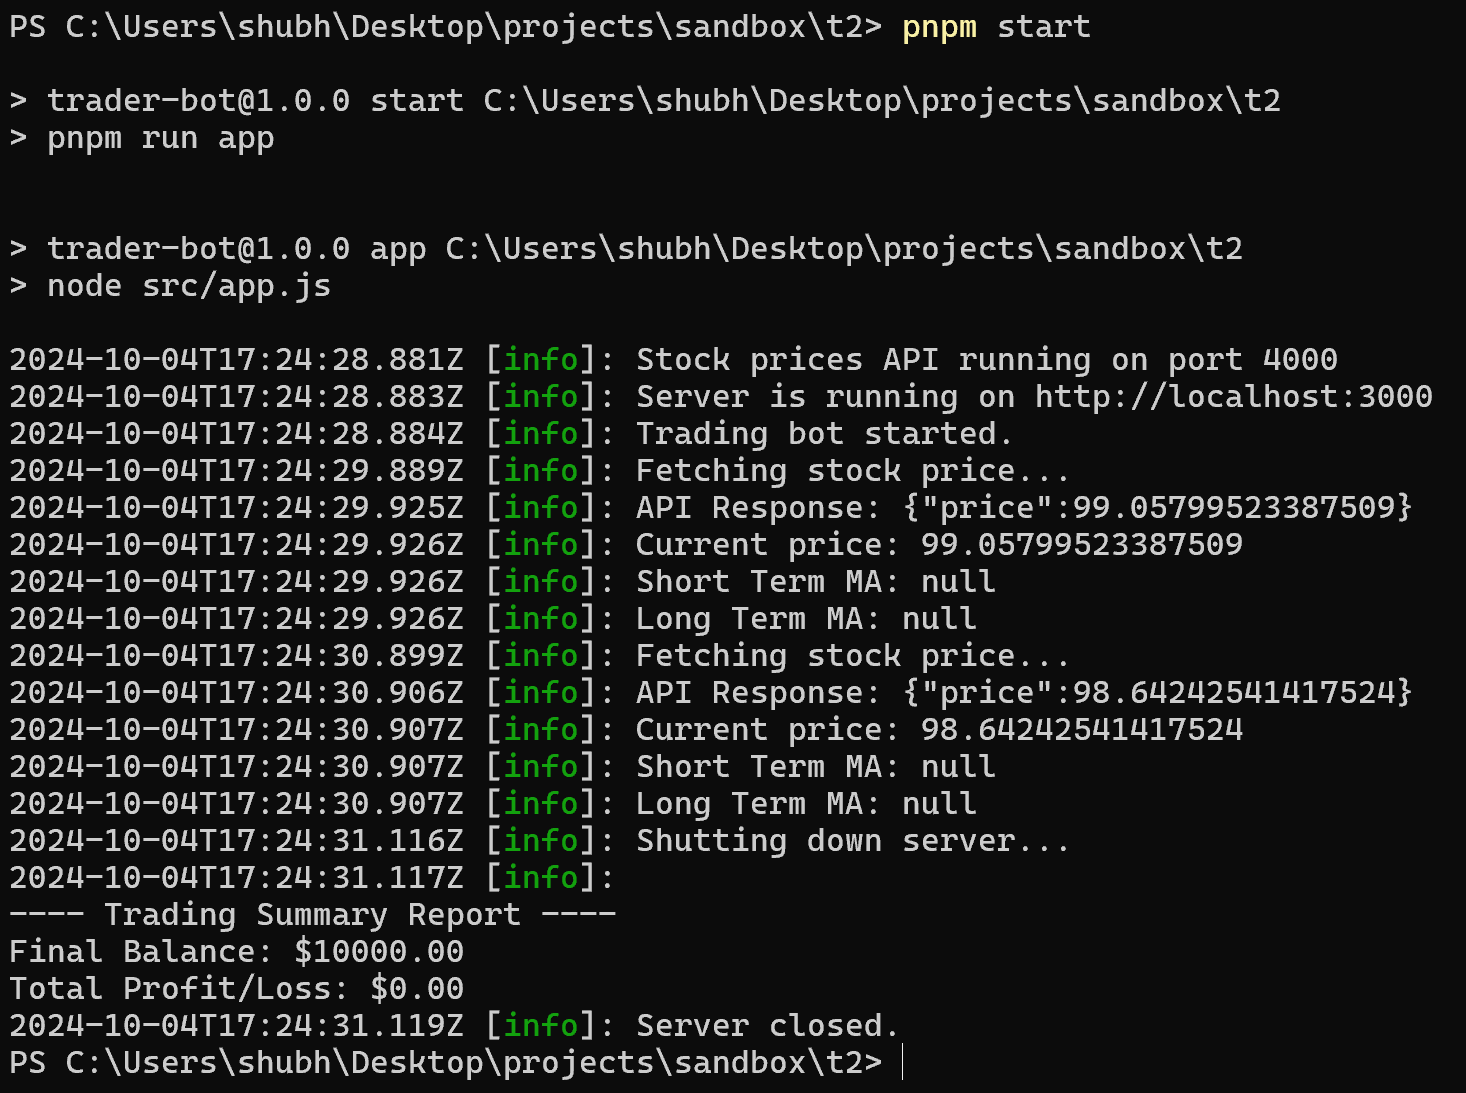 PS C:\Users\shubh\Desktop\projects\sandbox\t2> pnpm start
> trader-bot@1.0.0 start C:\Users\shubh\Desktop\projects\sandbox\t2
> pnpm run app
> trader-bot@1.0.0 app C:\Users\shubh\Desktop\projects\sandbox\t2
> node src/app.js
2024-10-04T17:24:28.881Z [info]: Stock prices API running on port 4000
2024-10-04T17:24:28.883Z [info]: Server is running on http://localhost:3000
2024-10-04T17:24:28.884Z [info]: Trading bot started.
2024-10-04T17:24:29.889Z [info]: Fetching stock price...
2024-10-04T17:24:29.925Z [info]: API Response: {"price":99.05799523387509}
2024-10-04T17:24:29.926Z [info]: Current price: 99.05799523387509
2024-10-04T17:24:29.926Z [info]: Short Term MA: null
2024-10-04T17:24:29.926Z [info]: Long Term MA: null
2024-10-04T17:24:30.899Z [info]: Fetching stock price...
2024-10-04T17:24:30.906Z [info]: API Response: {"price":98.64242541417524}
2024-10-04T17:24:30.907Z [info]: Current price: 98.64242541417524
2024-10-04T17:24:30.907Z [info]: Short Term MA: null
2024-10-04T17:24:30.907Z [info]: Long Term MA: null
2024-10-04T17:24:31.116Z [info]: Shutting down server...
2024-10-04T17:24:31.117Z [info]:
---- Trading Summary Report ----
Final Balance: $10000.00
Total Profit/Loss: $0.00
2024-10-04T17:24:31.119Z [info]: Server closed.
PS C:\Users\shubh\Desktop\projects\sandbox\t2>